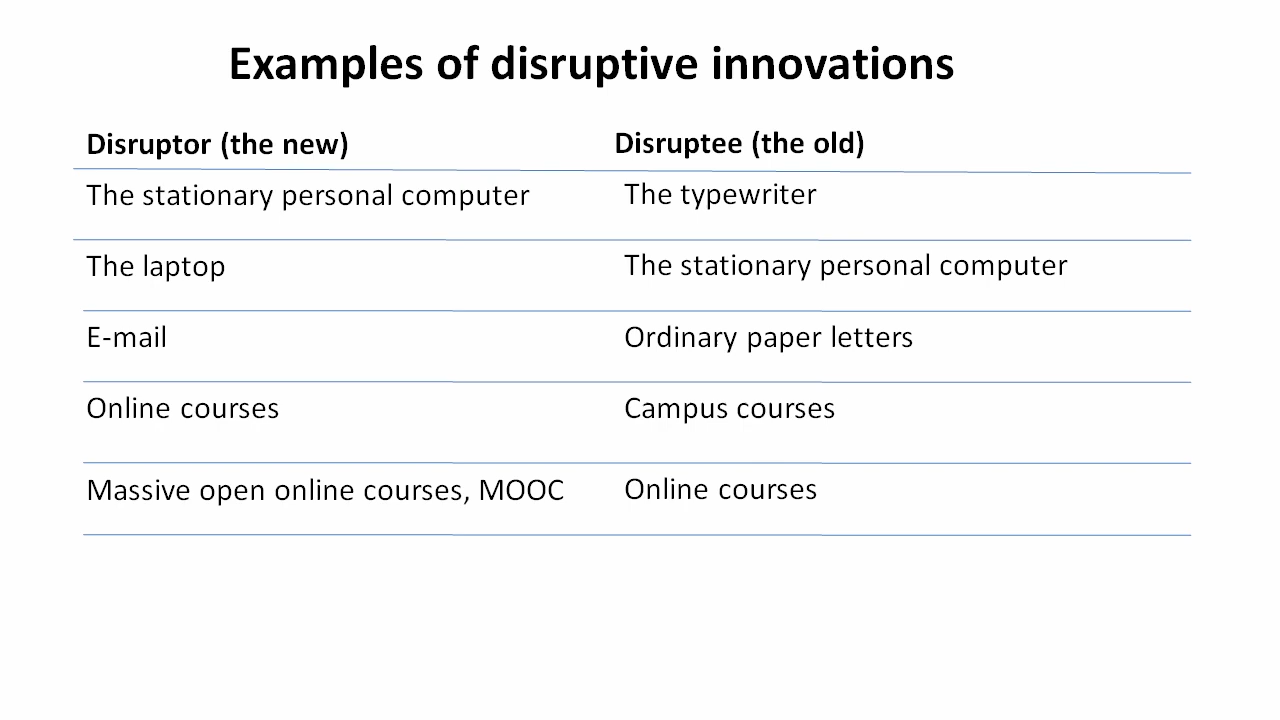 Examples of disruptive innovations
Disruptor (the new) Disruptee (the old)
The stationary personal computer The typewriter
The laptop The stationary personal computer
E-mail Ordinary paper letters
Online courses Campus courses
Massive open online courses, MOOC Online courses